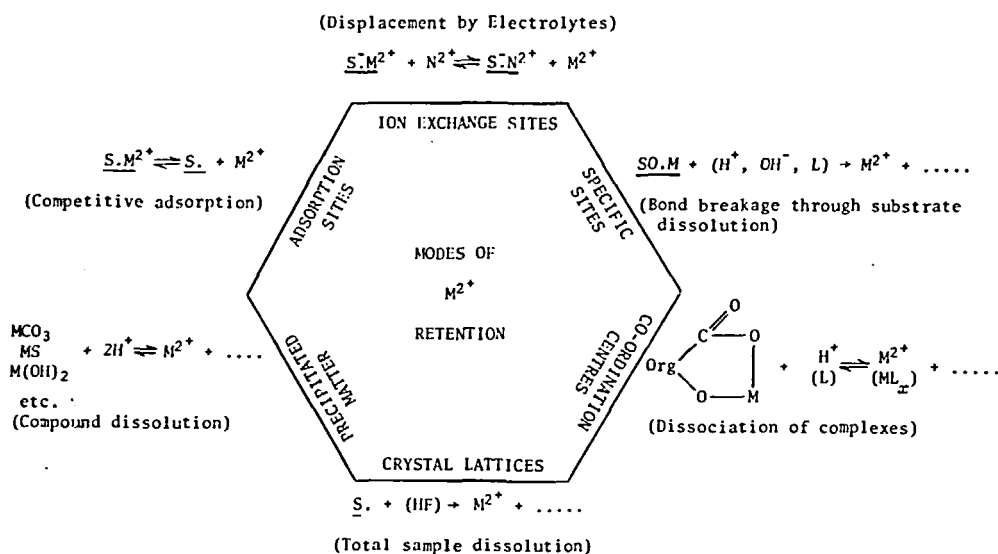 (Displacement by Electrolytes)
S⁻.M²⁺ + N²⁺ ⇌ S⁻.N²⁺ + M²⁺
ION EXCHANGE SITES
S.M²⁺ ⇌ S. + M²⁺
(Competitive adsorption)
ADSORPTION
SITES
SPECIFIC
SITES
SO.M + (H⁺, OH⁻, L) → M²⁺ + .....
(Bond breakage through substrate
dissolution)
MODES OF
M²⁺
RETENTION
MCO₃
MS
M(OH)₂
etc.
+ 2H⁺ ⇌ M²⁺ + ....
(Compound dissolution)
PRECIPITATED
MATTER
CO-ORDINATION
CENTRES
O
C
O
Org
O
M
+ H⁺ ⇌ M²⁺ + .....
(L) (MLₓ)
(Dissociation of complexes)
CRYSTAL LATTICES
S. + (HF) → M²⁺ + .....
(Total sample dissolution)